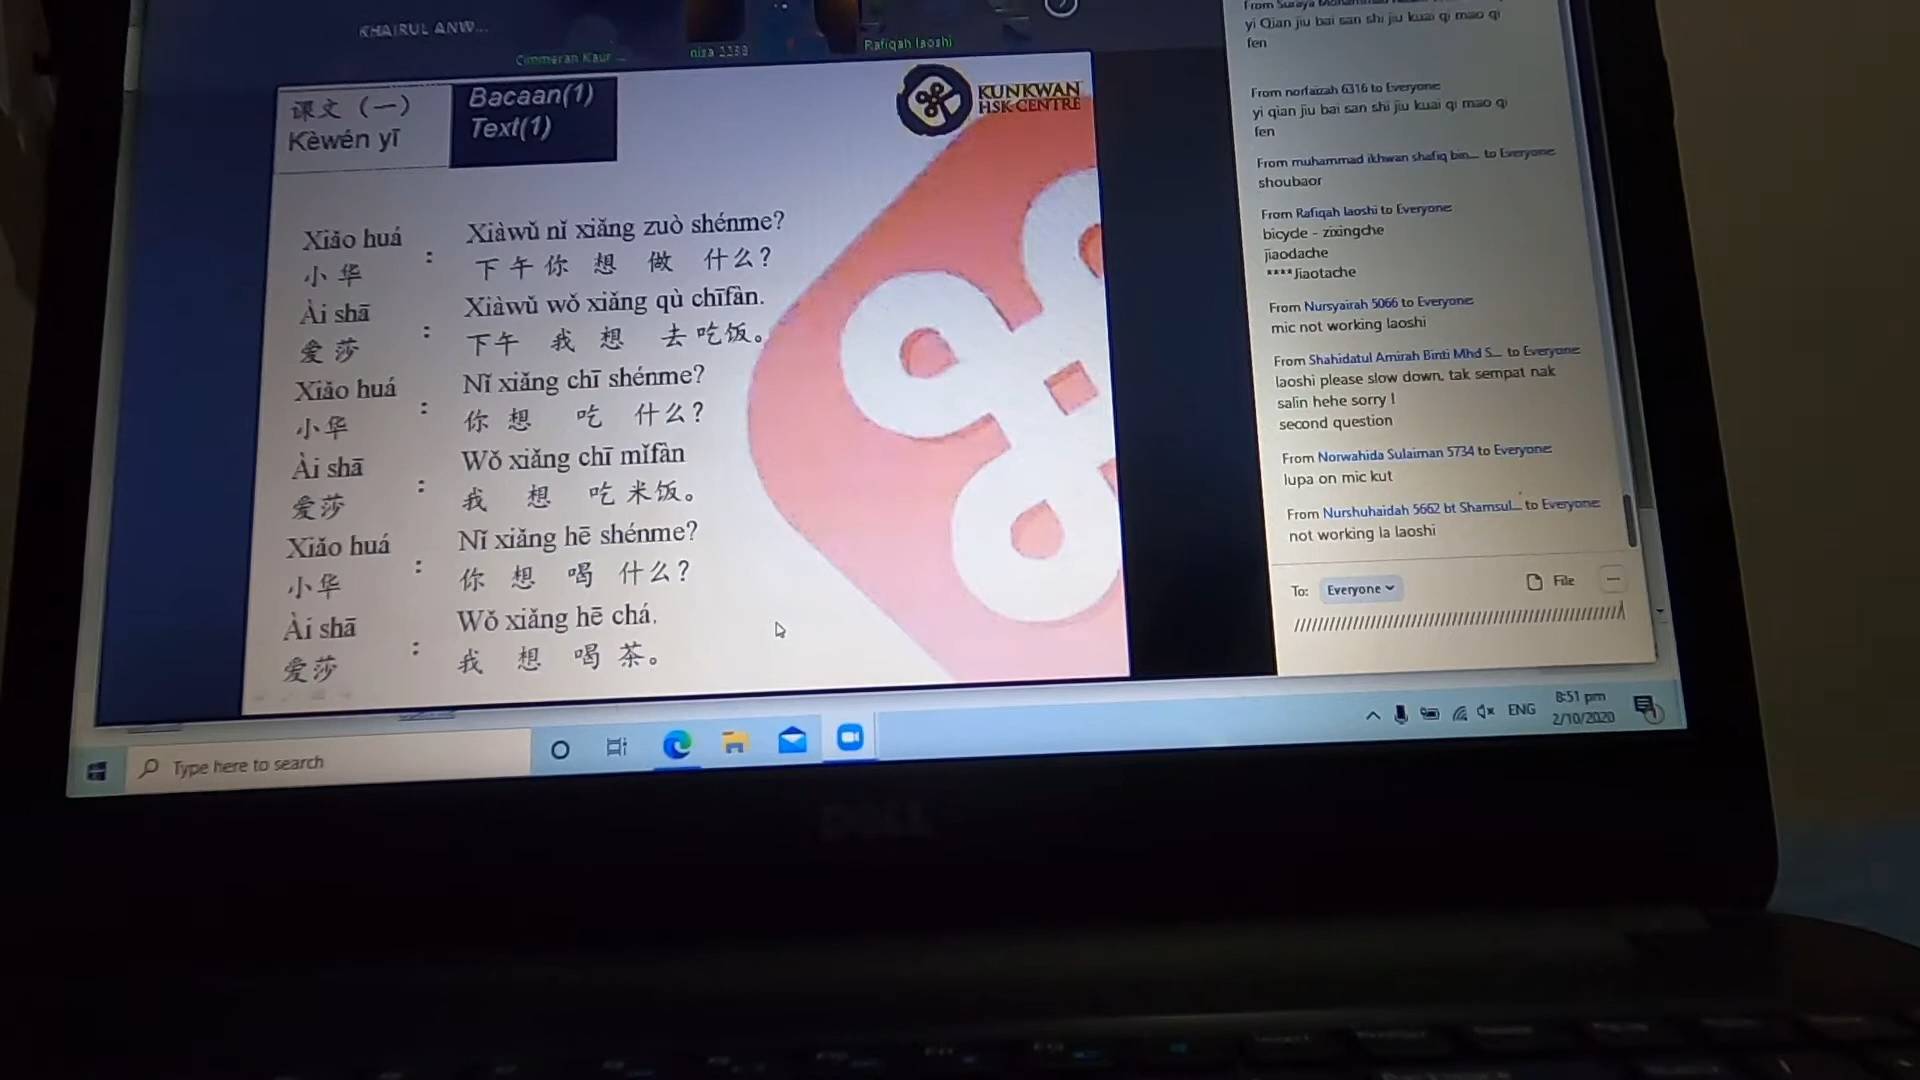 KHAIRUL ANW...
Cimmeran Kaur ...
Rafiqah laoshi
课文（一）
Kèwén yī
Bacaan(1)
Text(1)
KUNKWAN
HSK CENTRE
Xiǎo huá : Xiàwǔ nǐ xiǎng zuò shénme?
小华 下午你想做什么？
Ài shā : Xiàwǔ wǒ xiǎng qù chīfàn.
爱莎 下午我想去吃饭。
Xiǎo huá : Nǐ xiǎng chī shénme?
小华 你想吃什么？
Ài shā : Wǒ xiǎng chī mǐfàn
爱莎 我想吃米饭。
Xiǎo huá : Nǐ xiǎng hē shénme?
小华 你想喝什么？
Ài shā : Wǒ xiǎng hē chá.
爱莎 我想喝茶。
From Suraya
yi Qian jiu bai san shi jiu kuai qi mao qi
fen
From norfaizah 6316 to Everyone:
yi qian jiu bai san shi jiu kuai qi mao qi
fen
From muhammad ikhwan shafiq bin... to Everyone:
shoubaor
From Rafiqah laoshi to Everyone:
bicycle - zixingche
jiaodache
****Jiaotache
From Nursyairah 5066 to Everyone:
mic not working laoshi
From Shahidatul Amirah Binti Mhd S... to Everyone:
laoshi please slow down, tak sempat nak
salin hehe sorry !
second question
From Norwahida Sulaiman 5734 to Everyone:
lupa on mic kut
From Nurshuhaidah 5662 bt Shamsul... to Everyone:
not working la laoshi
To: Everyone File ...
Type here to search
ENG
8:51 pm
2/10/2020
1
DELL